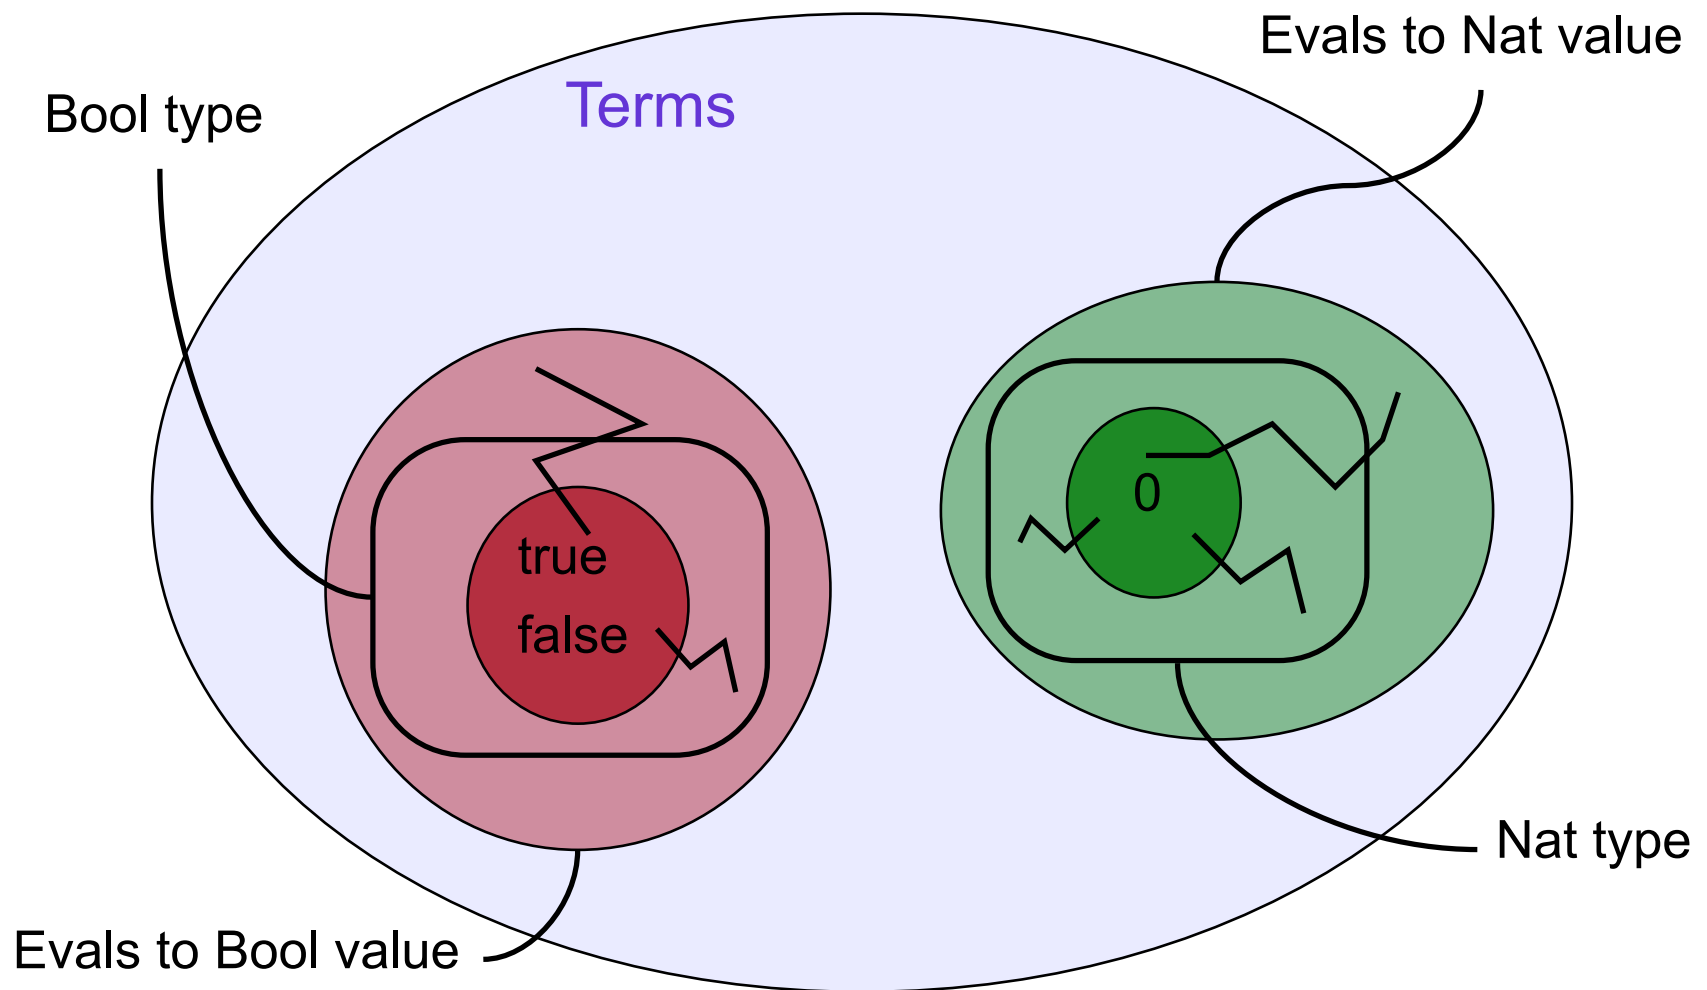 Evals to Nat value
Terms
Bool type
0
true
false
Nat type
Evals to Bool value